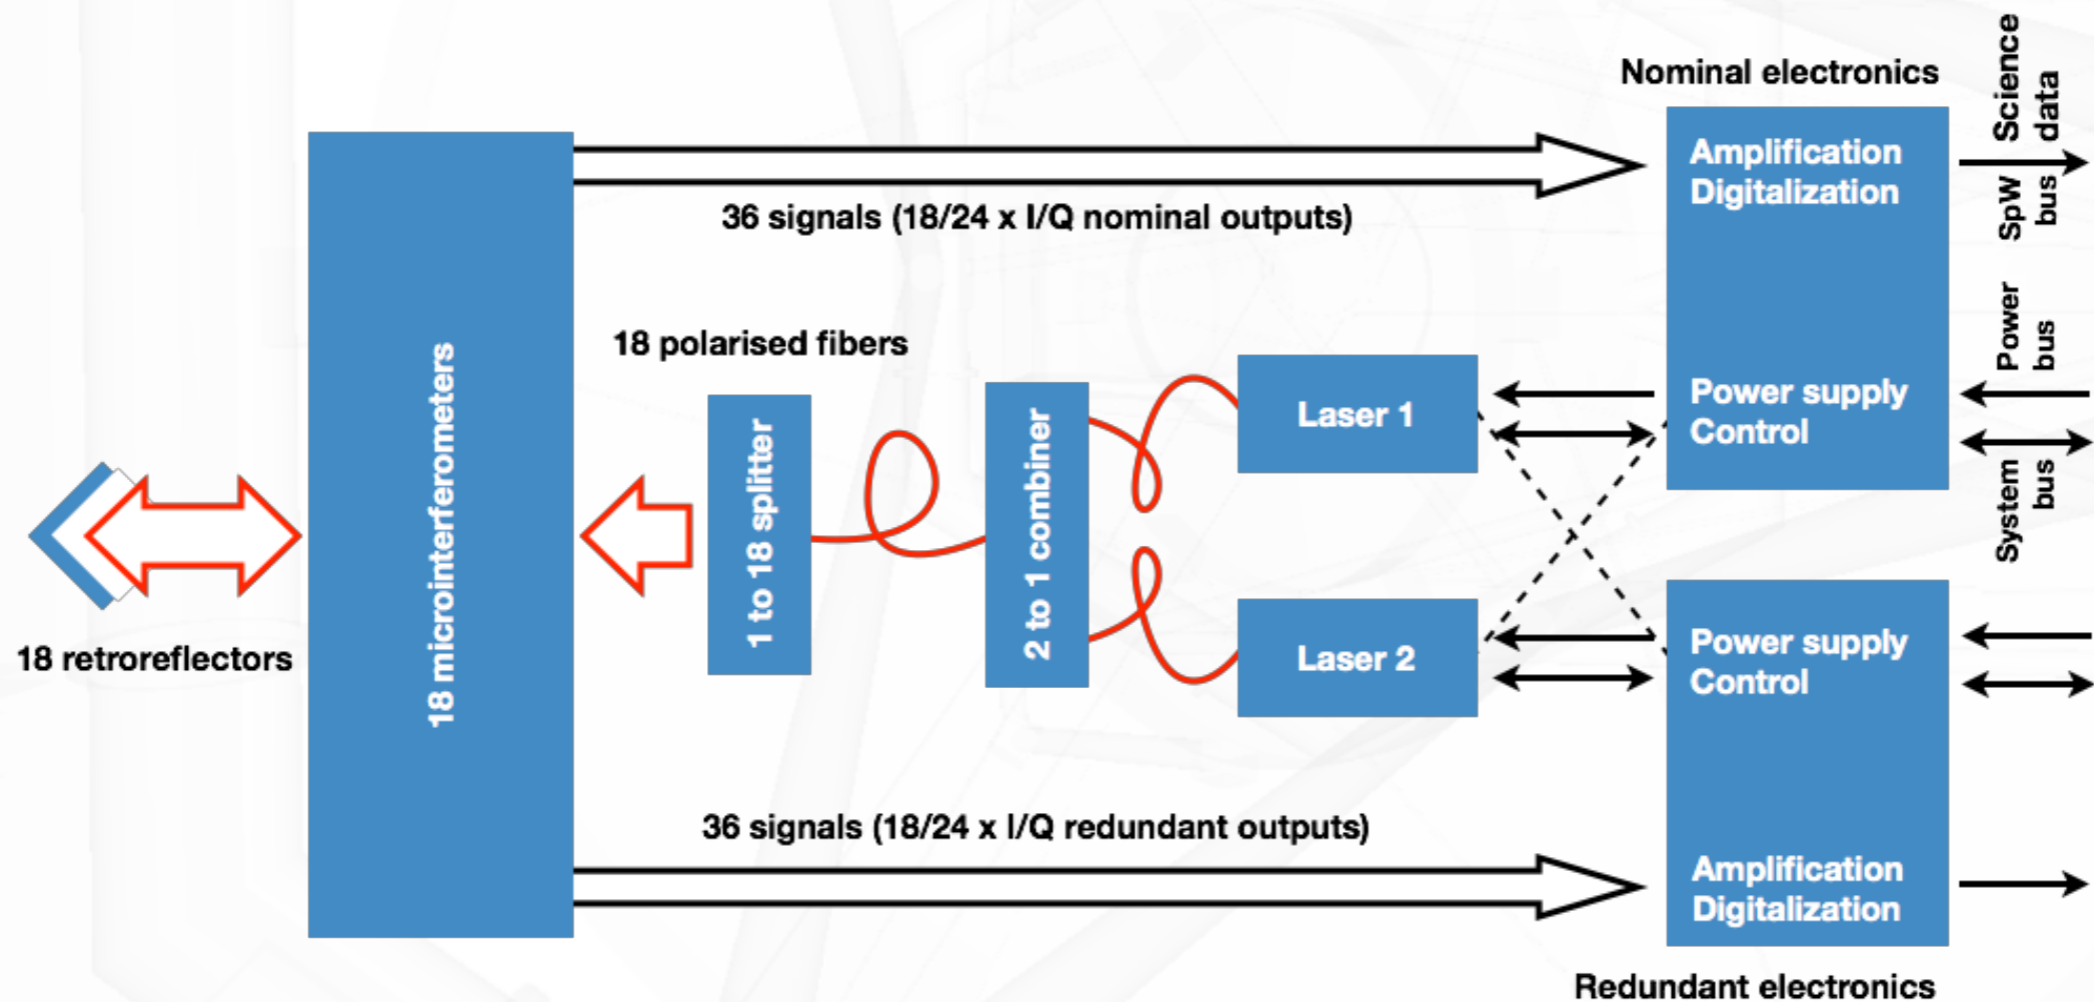 Nominal electronics
Science
data
SpW
bus
Amplification
Digitalization
36 signals (18/24 x I/Q nominal outputs)
Power
bus
18 polarised fibers
Power supply
Control
Laser 1
System
bus
18 microinterferometers
1 to 18 splitter
2 to 1 combiner
18 retroreflectors
Laser 2
Power supply
Control
36 signals (18/24 x I/Q redundant outputs)
Amplification
Digitalization
Redundant electronics